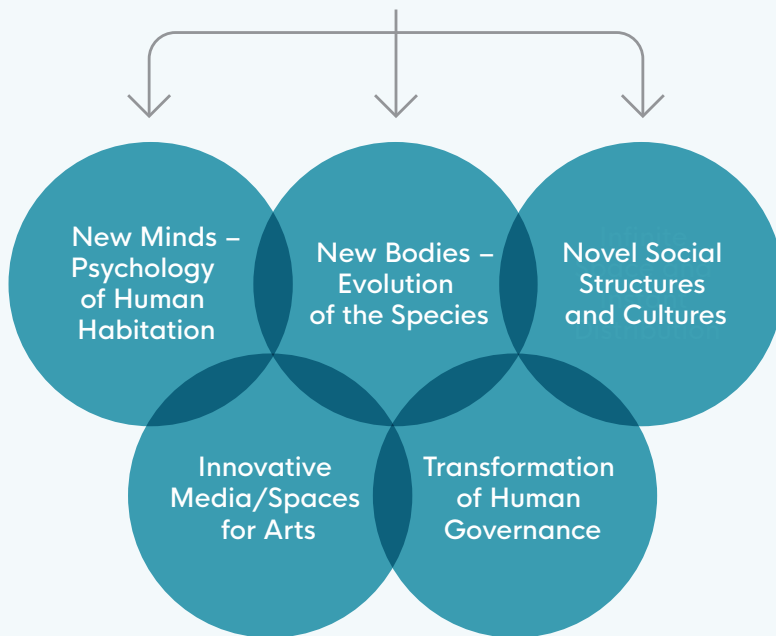 New Minds –
Psychology
of Human
Habitation
New Bodies –
Evolution
of the Species
Novel Social
Structures
and Cultures
Innovative
Media/Spaces
for Arts
Transformation
of Human
Governance